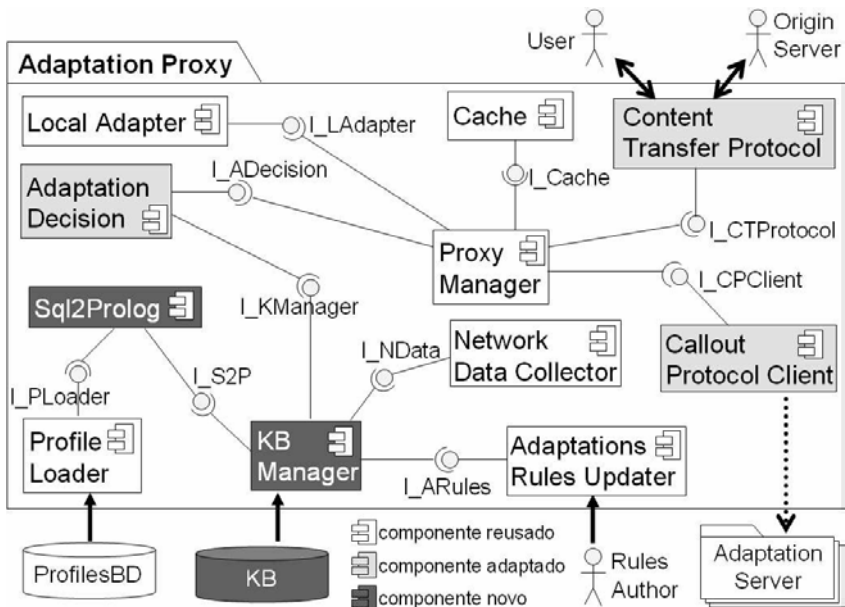 User
Origin
Server
Adaptation Proxy
Local Adapter
I_LAdapter
Cache
Content
Transfer Protocol
I_ADecision
I_Cache
Adaptation
Decision
I_CTProtocol
Proxy
Manager
I_CPClient
Sql2Prolog
I_KManager
I_NData
Network
Data Collector
Callout
Protocol Client
I_PLoader
I_S2P
Profile
Loader
KB
Manager
I_ARules
Adaptations
Rules Updater
ProfilesBD
KB
componente reusado
componente adaptado
componente novo
Rules
Author
Adaptation
Server